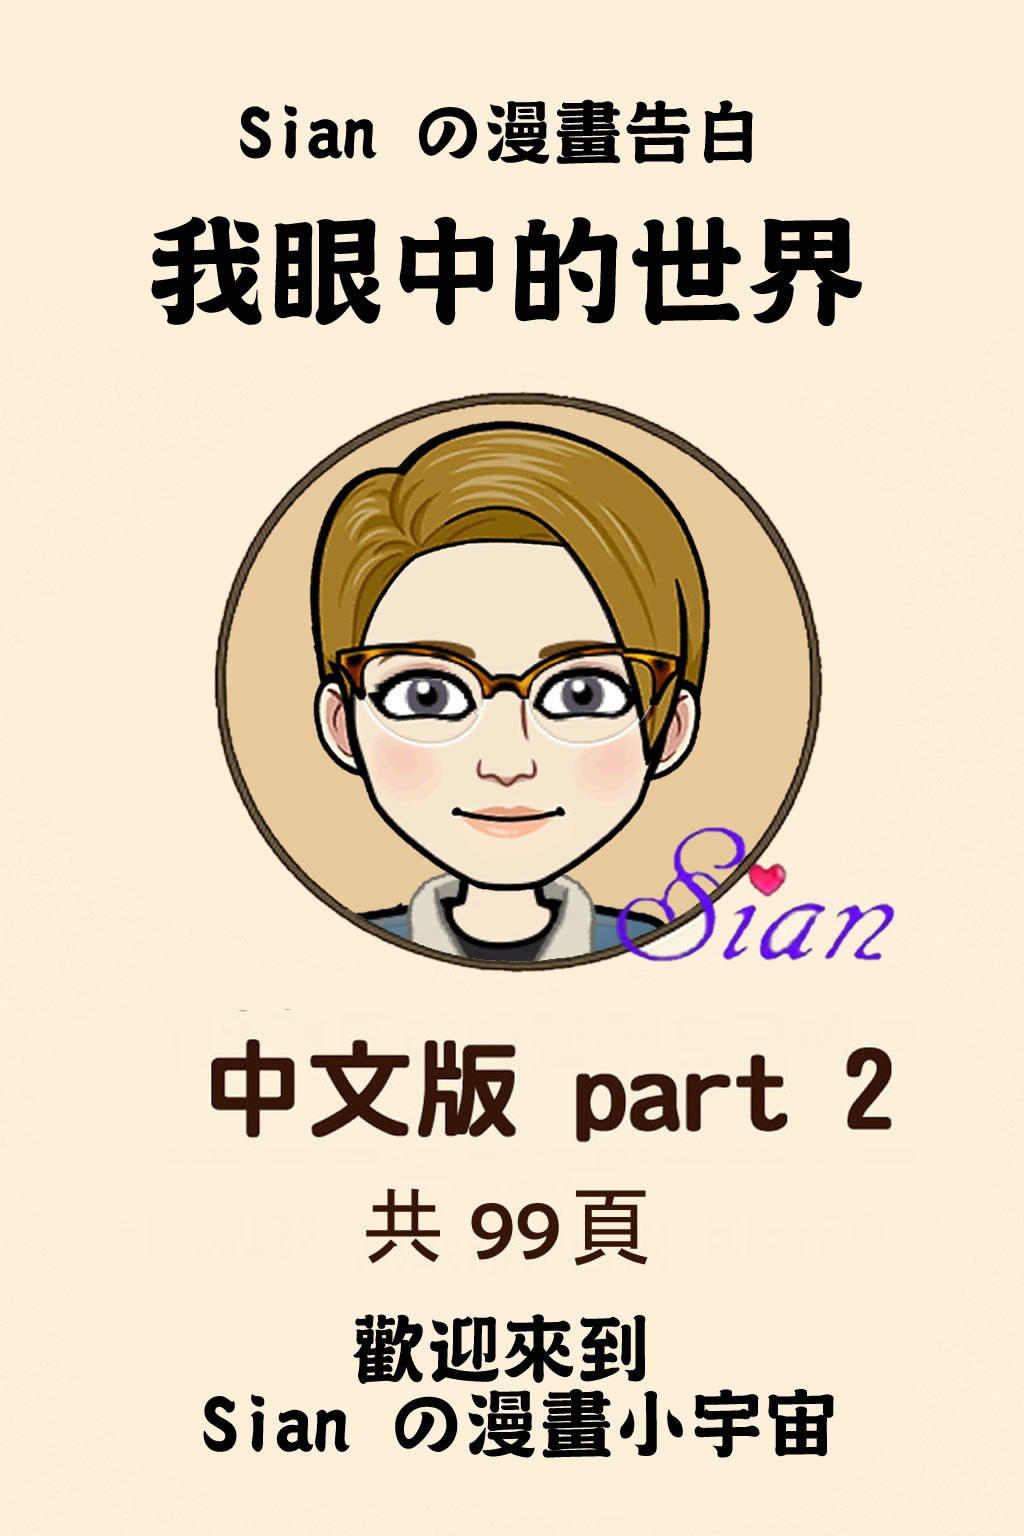 Sian の漫畫告白
我眼中的世界
Sian
中文版 part 2
共 99頁
歡迎來到
Sian の漫畫小宇宙